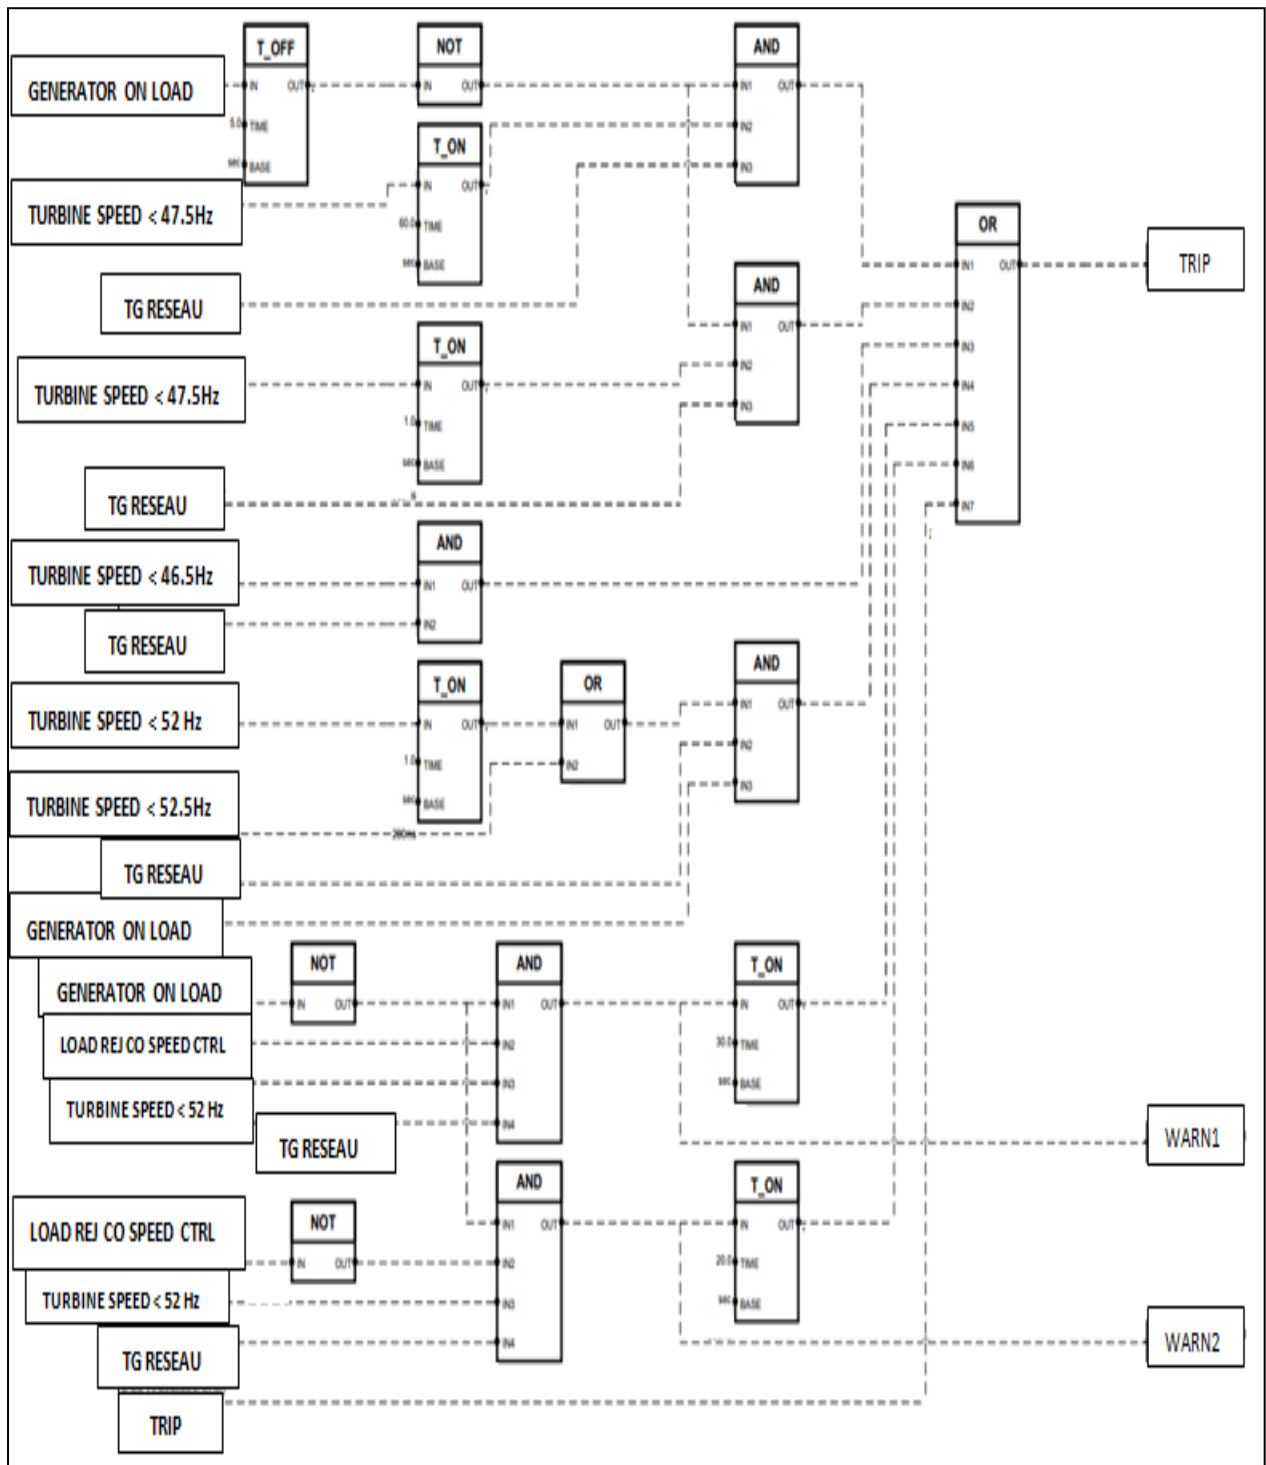 T_OFF
NOT
AND
GENERATOR ON LOAD
IN OUT
IN OUT
IN1 OUT
5.0 TIME
IN2
T_ON
sec BASE
IN3
TURBINE SPEED < 47.5Hz
IN OUT
60.0 TIME
OR
sec BASE
IN1 OUT
TRIP
AND
TG RESEAU
IN2
IN1 OUT
T_ON
IN3
IN2
TURBINE SPEED < 47.5Hz
IN OUT
IN4
IN3
1.0 TIME
IN5
sec BASE
IN6
TG RESEAU
IN7
AND
TURBINE SPEED < 46.5Hz
IN1 OUT
TG RESEAU
IN2
T_ON
OR
AND
TURBINE SPEED < 52 Hz
IN OUT
IN1 OUT
IN1 OUT
1.0 TIME
IN2
IN2
sec BASE
IN3
TURBINE SPEED < 52.5Hz
200ms
TG RESEAU
GENERATOR ON LOAD
NOT
AND
T_ON
GENERATOR ON LOAD
IN OUT
IN1 OUT
IN OUT
LOAD REJ CO SPEED CTRL
IN2
30.0 TIME
TURBINE SPEED < 52 Hz
IN3
sec BASE
TG RESEAU
IN4
WARN1
AND
T_ON
LOAD REJ CO SPEED CTRL
NOT
IN1 OUT
IN OUT
IN OUT
IN2
20.0 TIME
TURBINE SPEED < 52 Hz
IN3
sec BASE
TG RESEAU
IN4
WARN2
TRIP